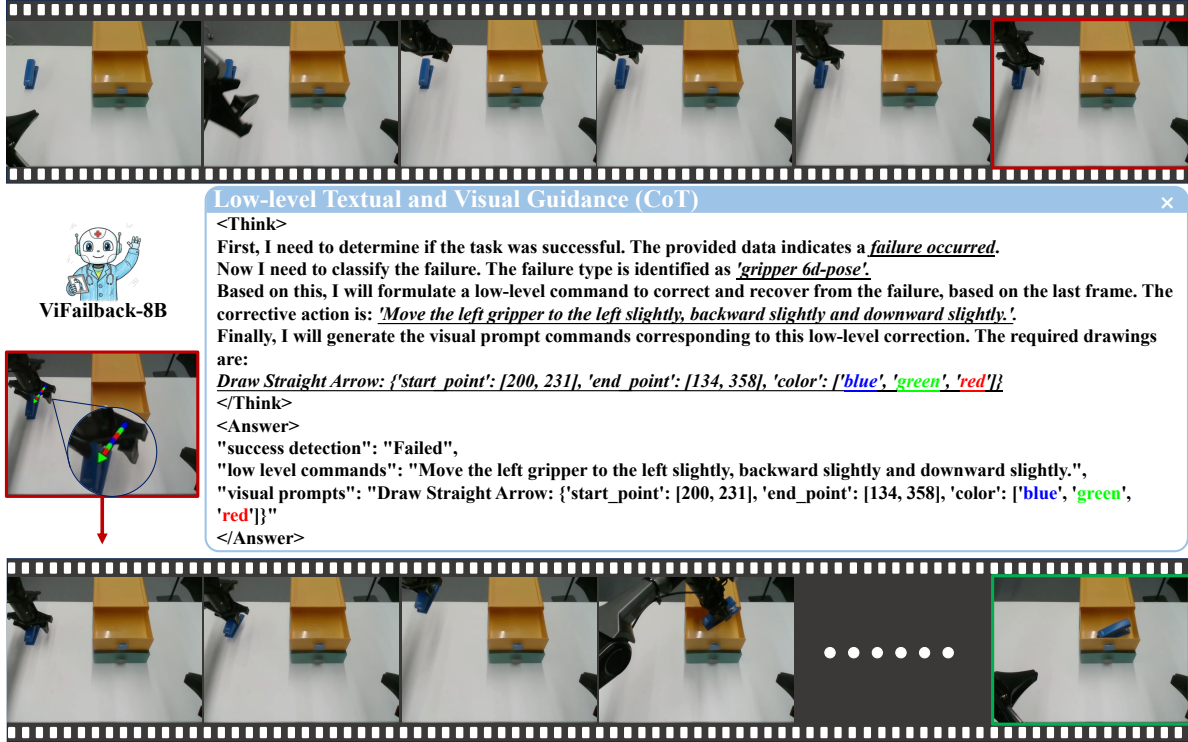 Low-level Textual and Visual Guidance (CoT)
×
<Think>
First, I need to determine if the task was successful. The provided data indicates a failure occurred.
Now I need to classify the failure. The failure type is identified as 'gripper 6d-pose'.
Based on this, I will formulate a low-level command to correct and recover from the failure, based on the last frame. The
corrective action is: 'Move the left gripper to the left slightly, backward slightly and downward slightly.'.
Finally, I will generate the visual prompt commands corresponding to this low-level correction. The required drawings
are:
Draw Straight Arrow: {'start_point': [200, 231], 'end_point': [134, 358], 'color': ['blue', 'green', 'red']}
</Think>
<Answer>
"success detection": "Failed",
"low level commands": "Move the left gripper to the left slightly, backward slightly and downward slightly.",
"visual prompts": "Draw Straight Arrow: {'start_point': [200, 231], 'end_point': [134, 358], 'color': ['blue', 'green',
'red']}"
</Answer>
ViFailback-8B